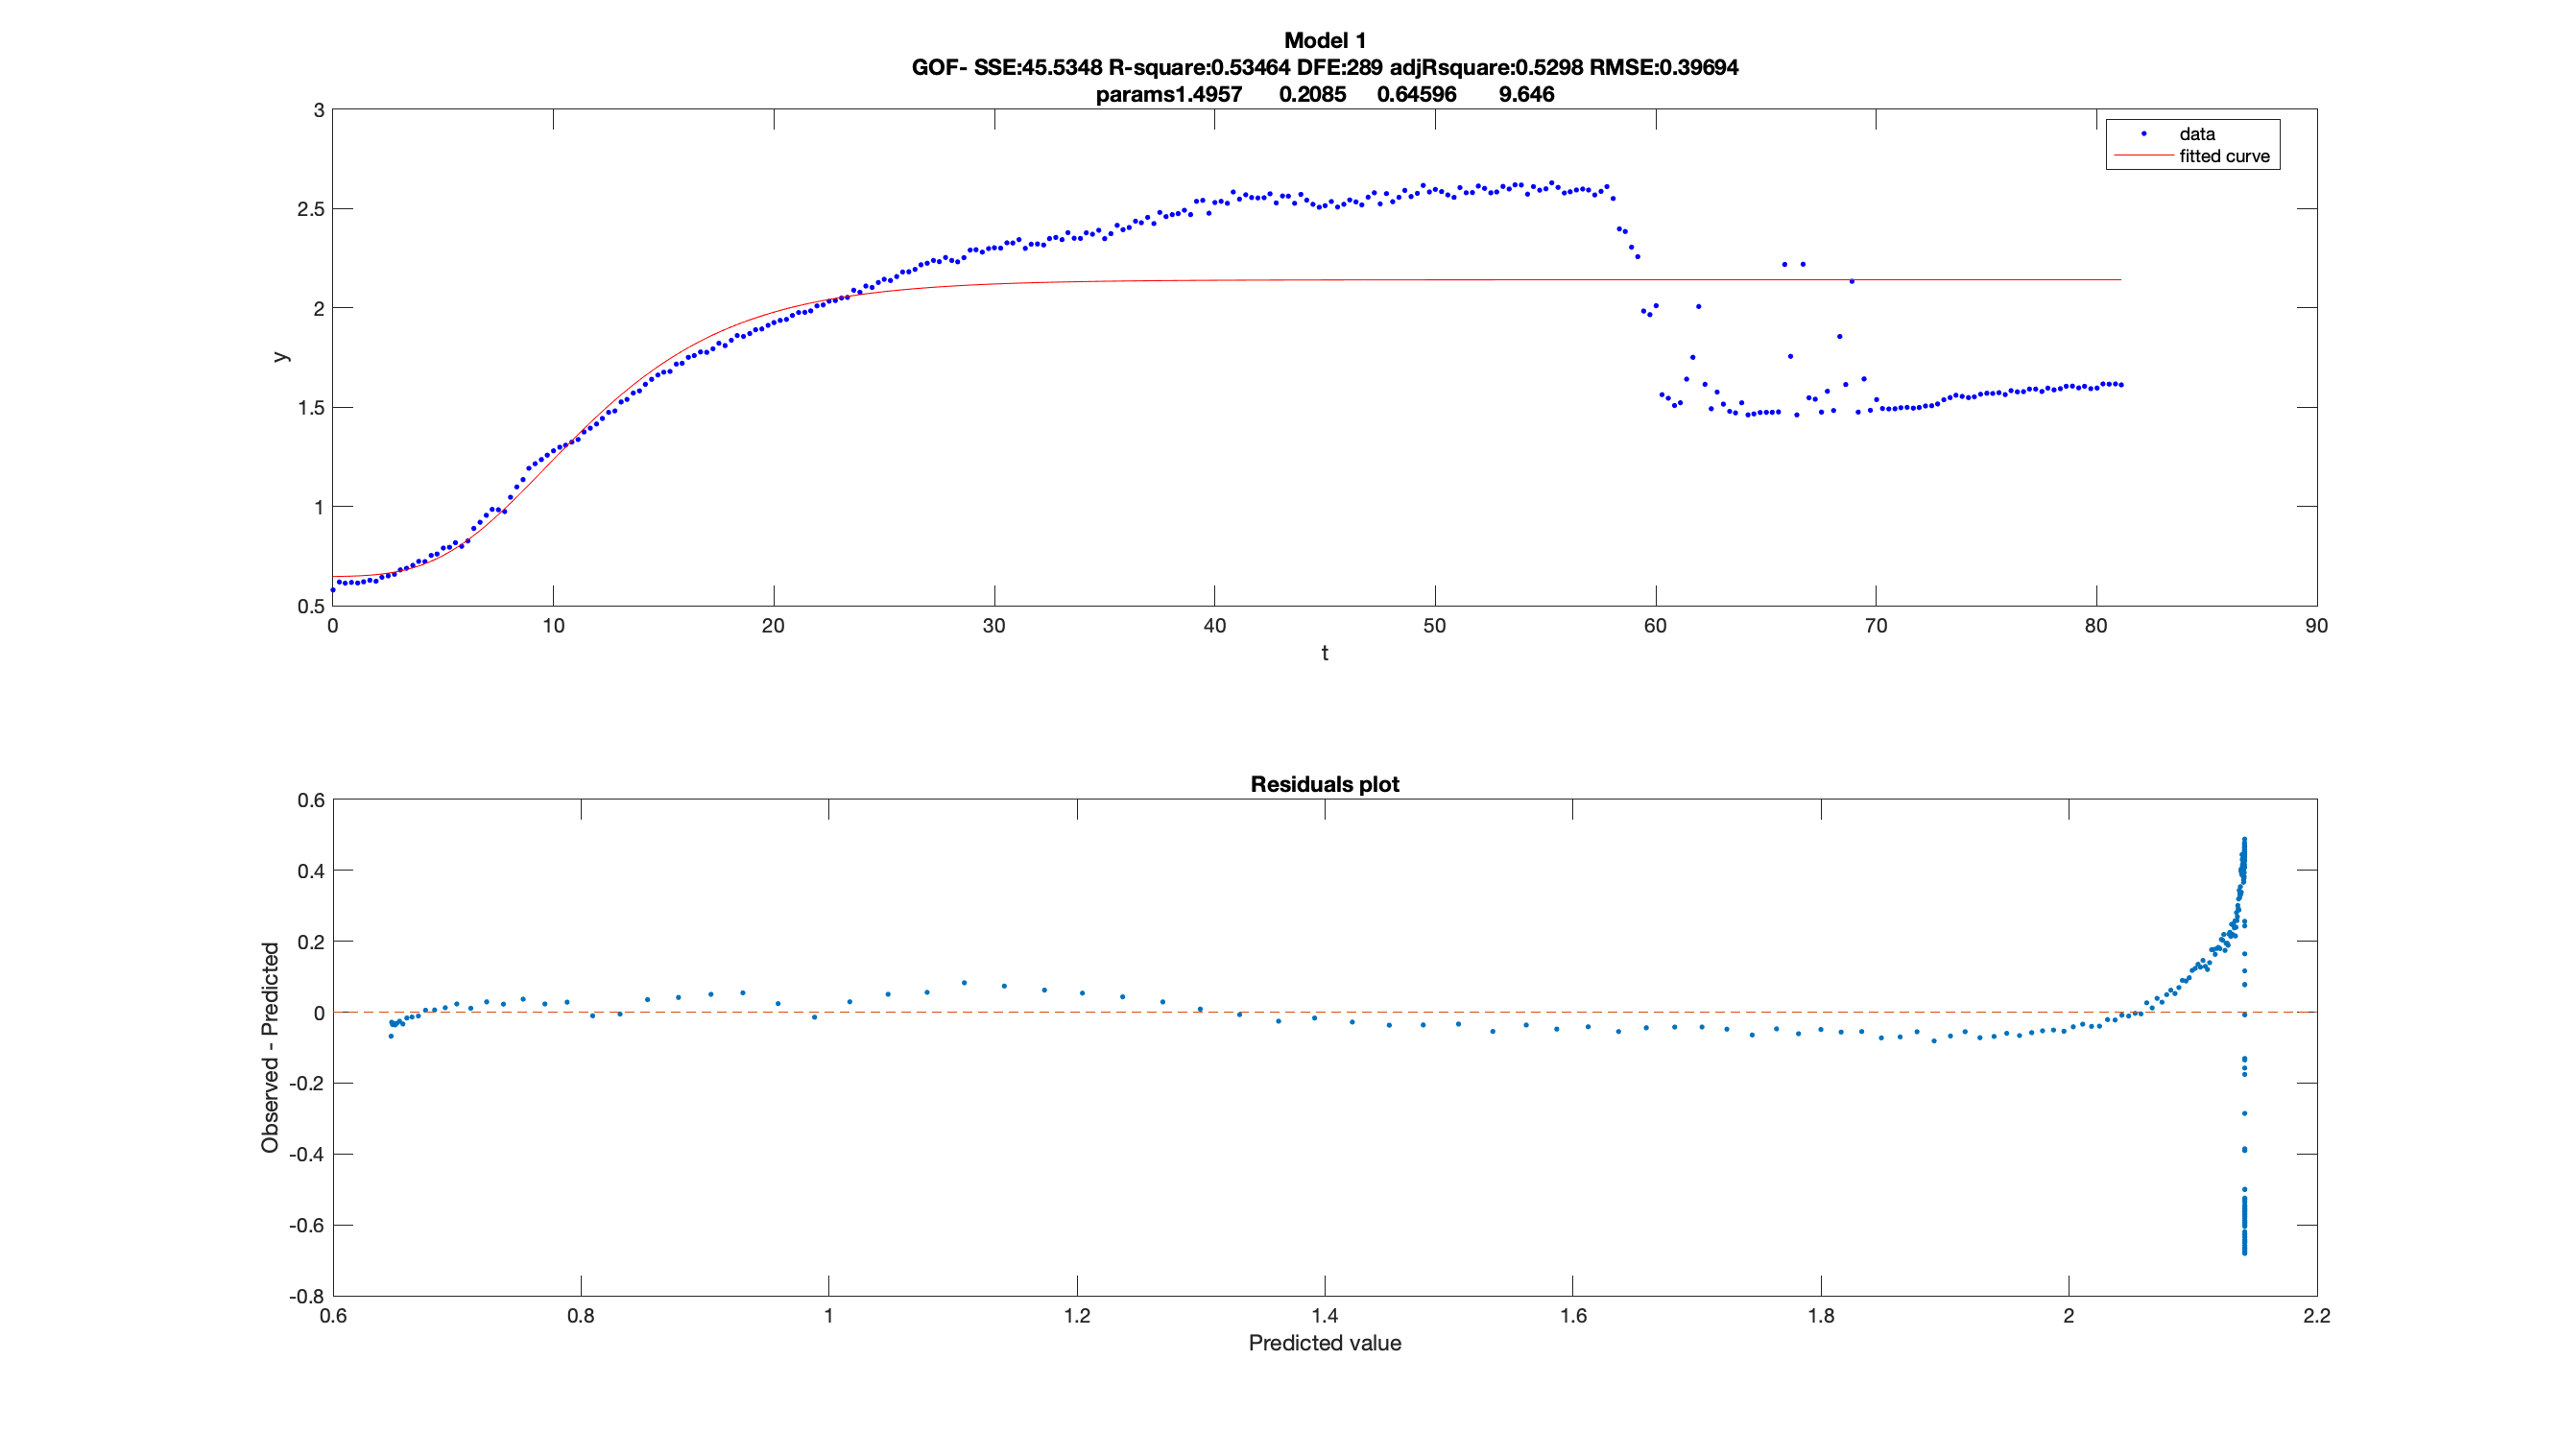 Model 1
GOF- SSE:45.5348 R-square:0.53464 DFE:289 adjRsquare:0.5298 RMSE:0.39694
params1.4957 0.2085 0.64596 9.646
3
2.5
2
1.5
1
0.5
y
data
fitted curve
0 10 20 30 40 50 60 70 80 90
t
Residuals plot
0.6
0.4
0.2
0
-0.2
-0.4
-0.6
-0.8
Observed - Predicted
0.6 0.8 1 1.2 1.4 1.6 1.8 2 2.2
Predicted value